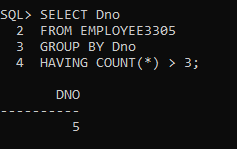 SQL> SELECT Dno
  2  FROM EMPLOYEE3305
  3  GROUP BY Dno
  4  HAVING COUNT(*) > 3;
       DNO
----------
         5